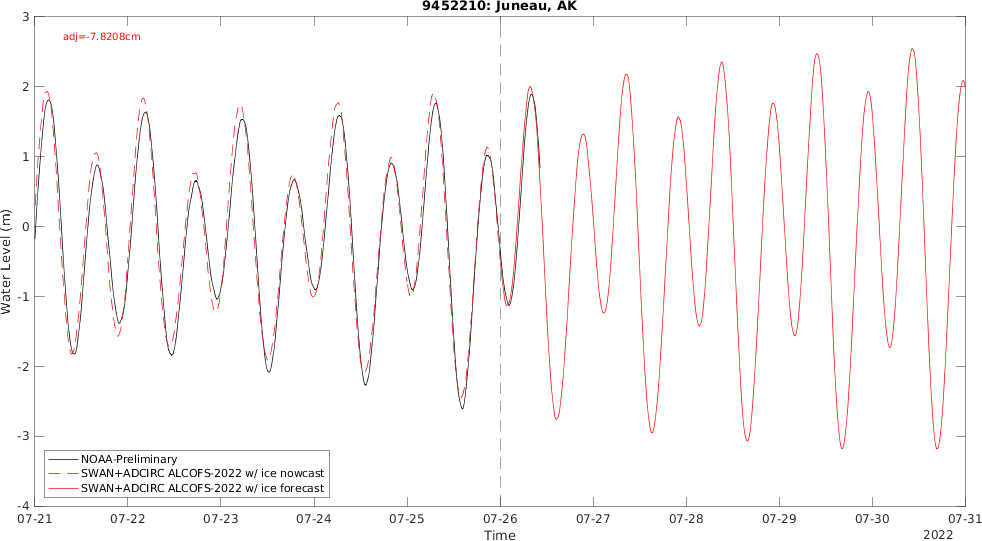 9452210: Juneau, AK
adj=-7.8208cm
3
2
1
0
-1
-2
-3
-4
Water Level (m)
NOAA-Preliminary
SWAN+ADCIRC ALCOFS-2022 w/ ice nowcast
SWAN+ADCIRC ALCOFS-2022 w/ ice forecast
07-21 07-22 07-23 07-24 07-25 07-26 07-27 07-28 07-29 07-30 07-31
Time
2022